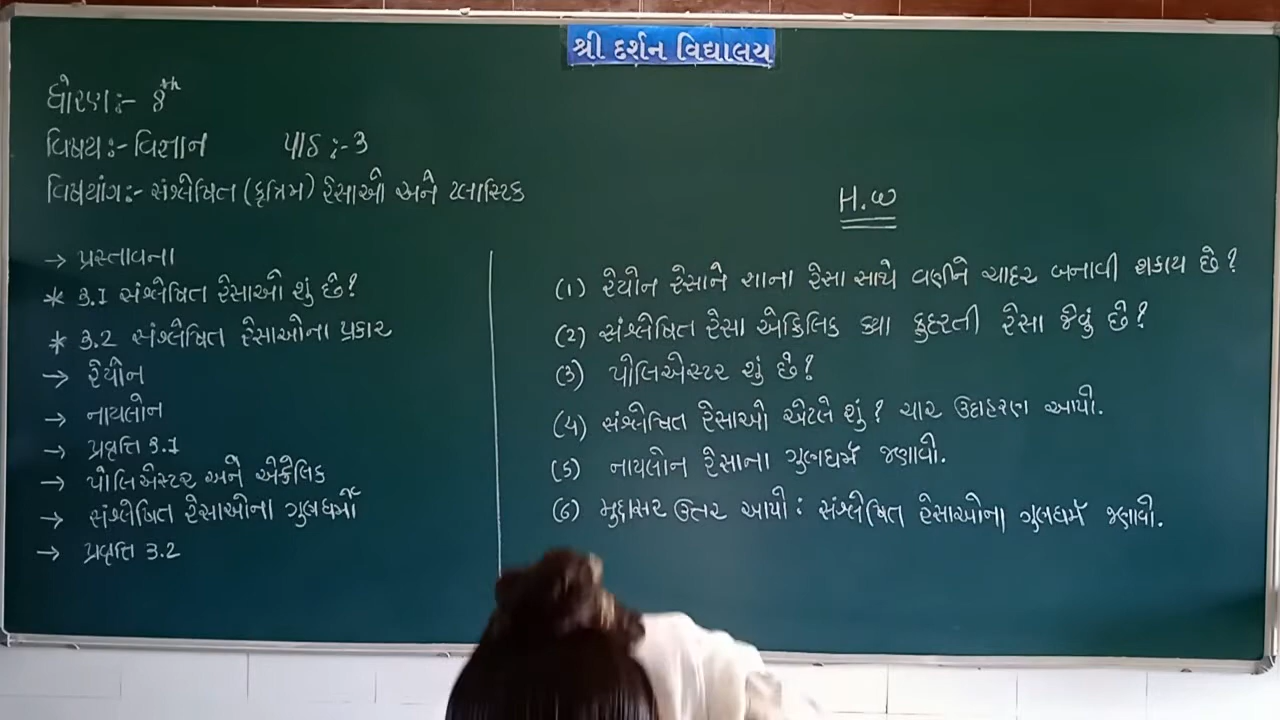 શ્રી દર્શન વિદ્યાલય
ધોરણ:- 8th
વિષય:- વિજ્ઞાન પાઠ :- ૩
વિષયાંગ:- સંશ્લેષિત (કૃત્રિમ) રેસાઓ અને પ્લાસ્ટિક
→ પ્રસ્તાવના
* 3.1 સંશ્લેષિત રેસાઓ શું છે?
* 3.2 સંશ્લેષિત રેસાઓના પ્રકાર
→ રેયોન
→ નાયલોન
→ પ્રવૃત્તિ 3.1
→ પોલિએસ્ટર અને એક્રેલિક
→ સંશ્લેષિત રેસાઓના ગુણધર્મો
→ પ્રવૃત્તિ 3.2
H.W
(1) રેયોન રેસાને શાના રેસા સાથે વણીને ચાદર બનાવી શકાય છે?
(2) સંશ્લેષિત રેસા એક્રિલિક ક્યા કુદરતી રેસા જેવું છે?
(3) પોલિએસ્ટર શું છે?
(4) સંશ્લેષિત રેસાઓ એટલે શું? ચાર ઉદાહરણ આપો.
(5) નાયલોન રેસાના ગુણધર્મ જણાવો.
(6) મુદ્દાસર ઉત્તર આપો : સંશ્લેષિત રેસાઓના ગુણધર્મ જણાવો.